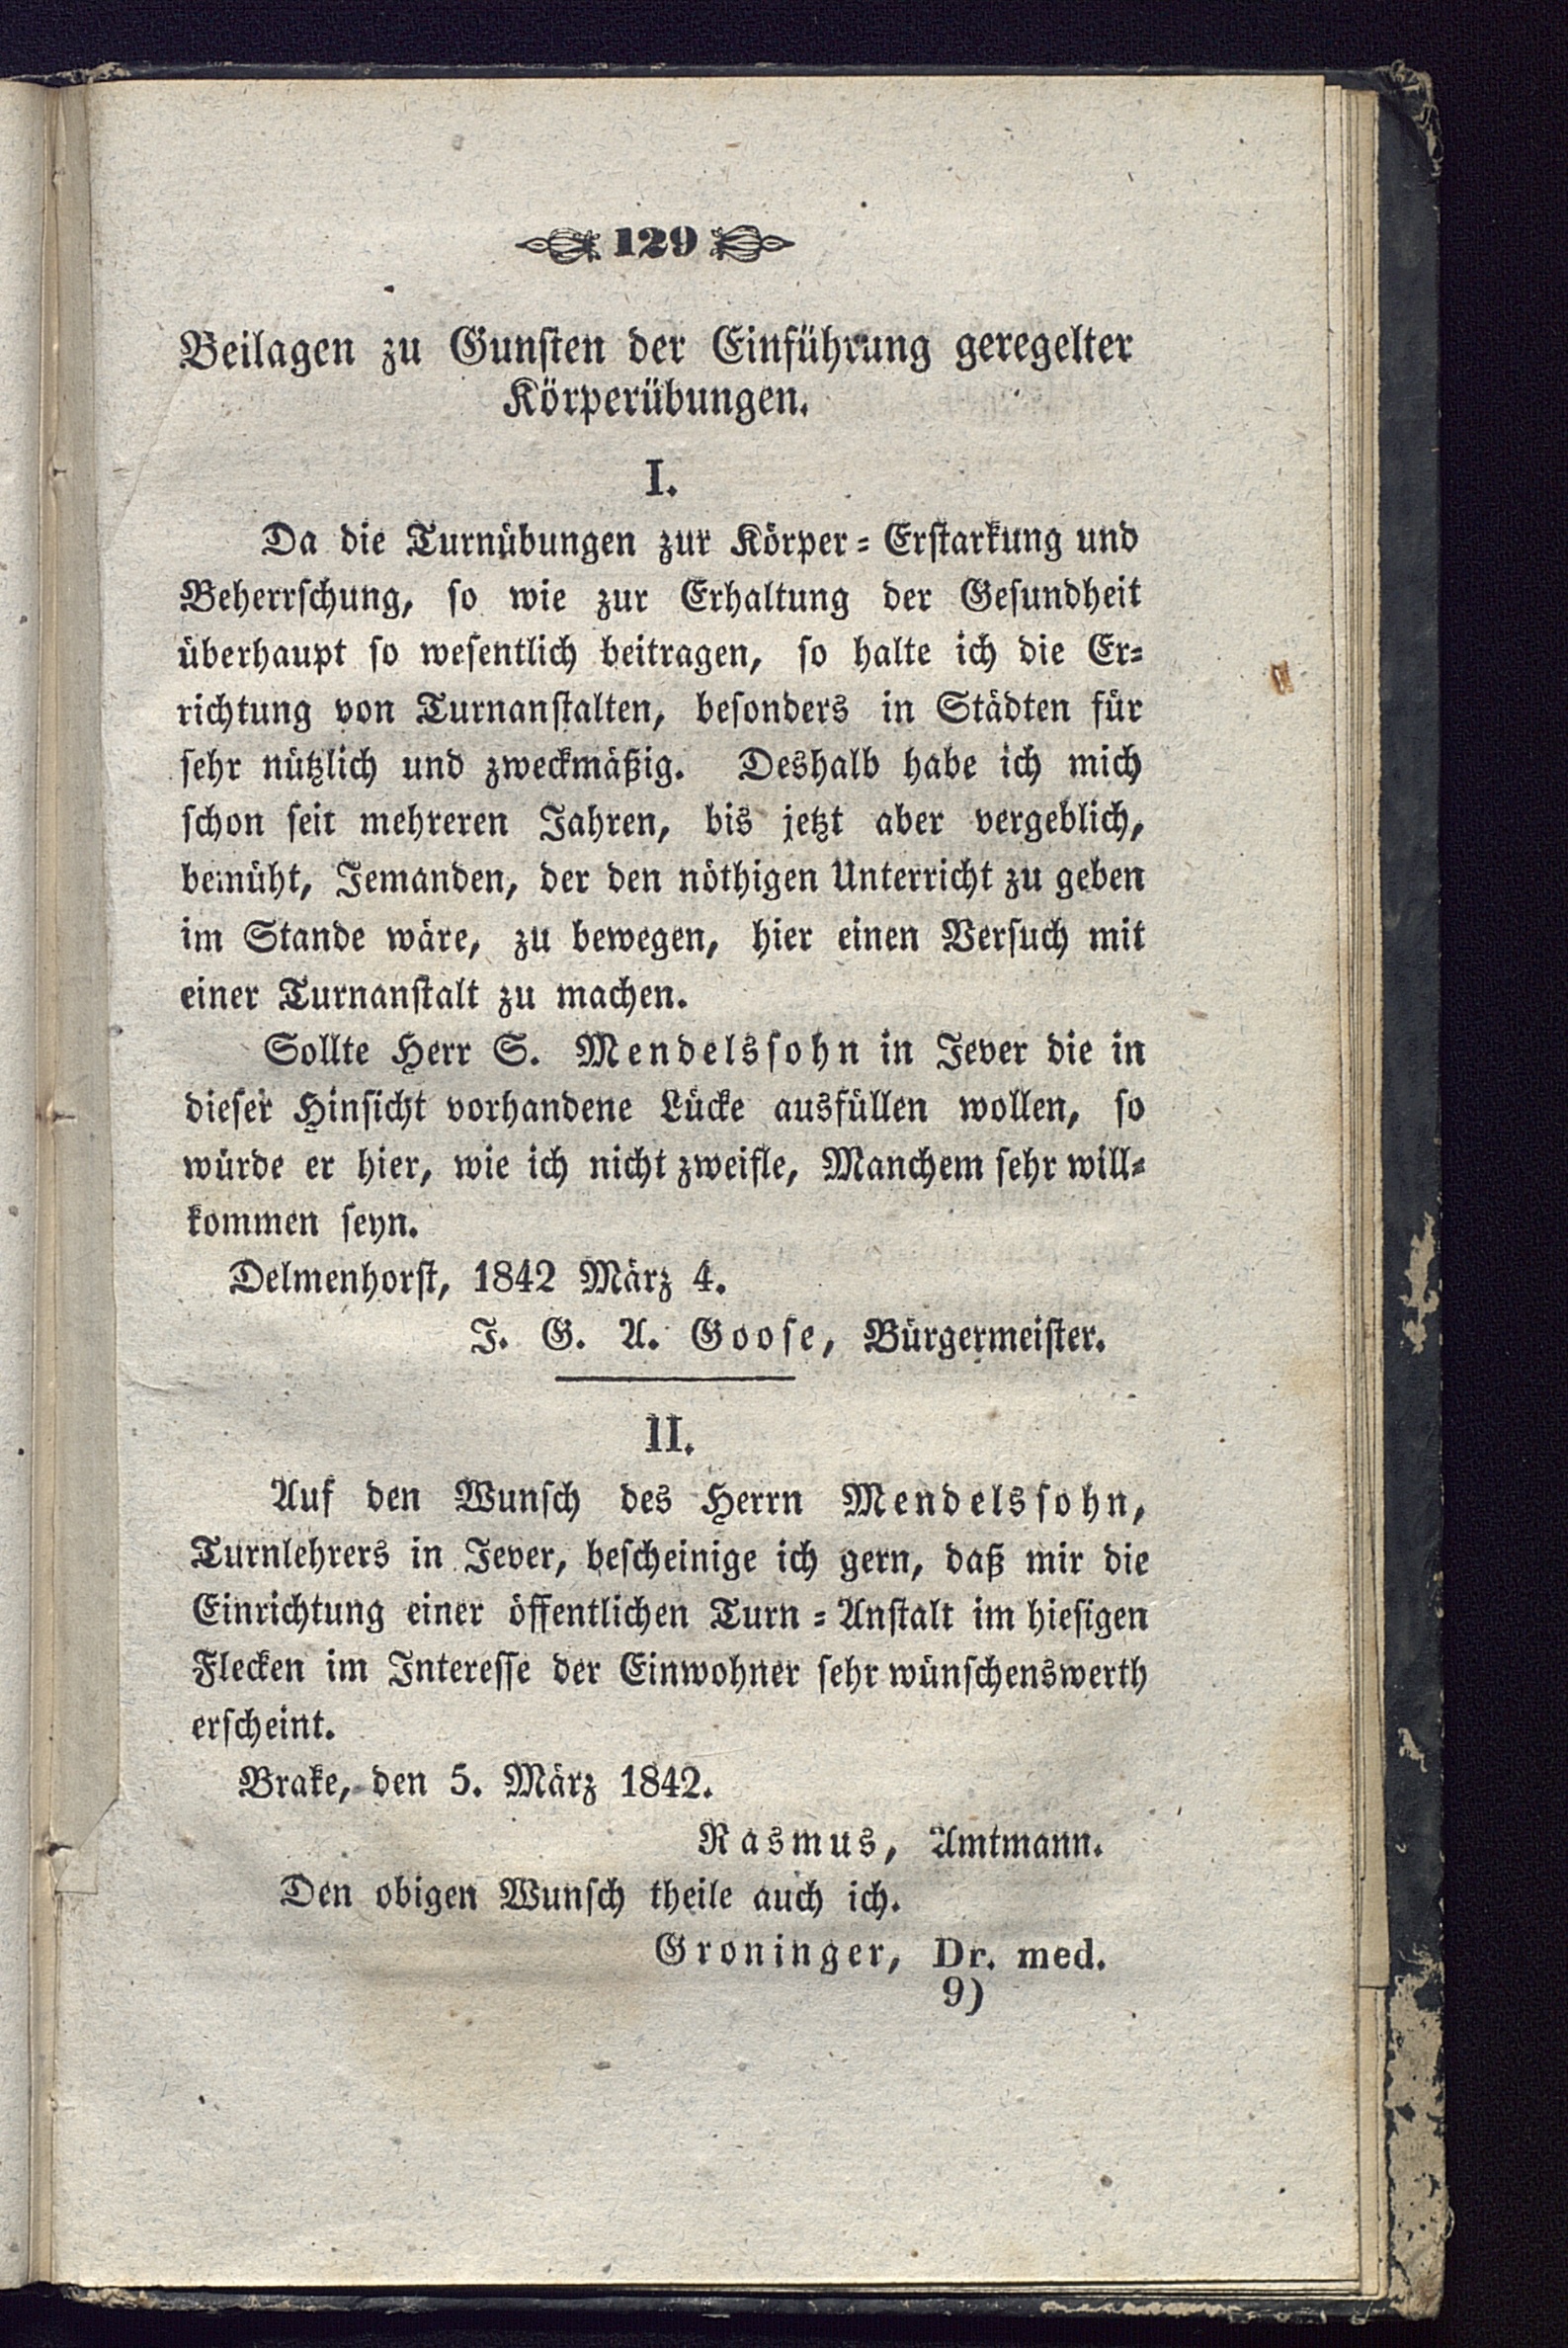 129
Beilagen zu Gunsten der Einführung geregelter
Körperübungen.
I.
Da die Turnübungen zur Körper-Erstarkung und
Beherrschung, so wie zur Erhaltung der Gesundheit
überhaupt so wesentlich beitragen, so halte ich die Er-
richtung von Turnanstalten, besonders in Städten für
sehr nützlich und zweckmäßig. Deshalb habe ich mich
schon seit mehreren Jahren, bis jetzt aber vergeblich,
bemüht, Jemanden, der den nöthigen Unterricht zu geben
im Stande wäre, zu bewegen, hier einen Versuch mit
einer Turnanstalt zu machen.
Sollte Herr S. Mendelssohn in Jever die in
dieser Hinsicht vorhandene Lücke ausfüllen wollen, so
würde er hier, wie ich nicht zweifle, Manchem sehr will-
kommen seyn.
Delmenhorst, 1842 März 4.
J. G. A. Goose, Bürgermeister.
II.
Auf den Wunsch des Herrn Mendelssohn,
Turnlehrers in Jever, bescheinige ich gern, daß mir die
Einrichtung einer öffentlichen Turn-Anstalt im hiesigen
Flecken im Interesse der Einwohner sehr wünschenswerth
erscheint.
Brake, den 5. März 1842.
Rasmus, Amtmann.
Den obigen Wunsch theile auch ich.
Groninger, Dr. med.
9)